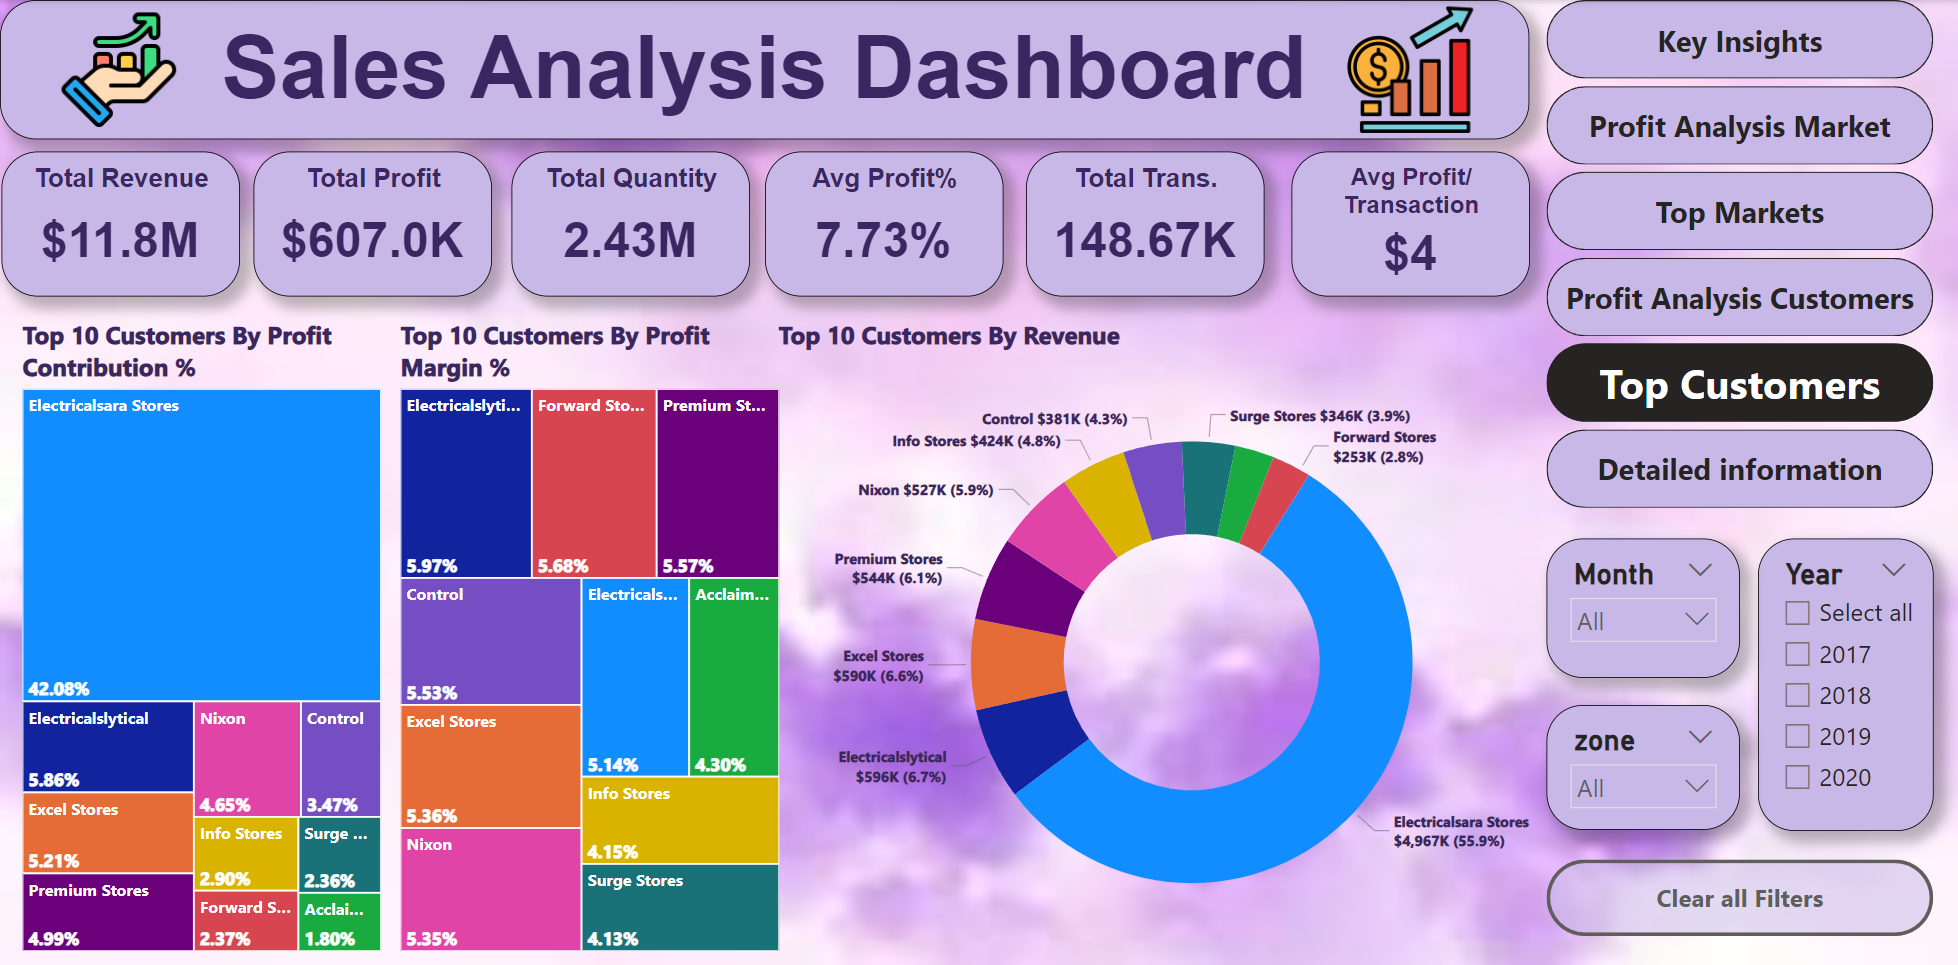 Sales Analysis Dashboard
$
Total Revenue
$11.8M
Total Profit
$607.0K
Total Quantity
2.43M
Avg Profit%
7.73%
Total Trans.
148.67K
Avg Profit/
Transaction
$4
Top 10 Customers By Profit
Contribution %
Electricalsara Stores
42.08%
Electricalslytical
5.86%
Nixon
4.65%
Control
3.47%
Excel Stores
5.21%
Info Stores
2.90%
Surge ...
2.36%
Premium Stores
4.99%
Forward S...
2.37%
Acclai...
1.80%
Top 10 Customers By Profit
Margin %
Electricalslyti...
5.97%
Forward Sto...
5.68%
Premium St...
5.57%
Control
5.53%
Electricals...
5.14%
Acclaim...
4.30%
Excel Stores
5.36%
Info Stores
4.15%
Nixon
5.35%
Surge Stores
4.13%
Top 10 Customers By Revenue
Control $381K (4.3%)
Surge Stores $346K (3.9%)
Info Stores $424K (4.8%)
Forward Stores
$253K (2.8%)
Nixon $527K (5.9%)
Premium Stores
$544K (6.1%)
Excel Stores
$590K (6.6%)
Electricalslytical
$596K (6.7%)
Electricalsara Stores
$4,967K (55.9%)
Key Insights
Profit Analysis Market
Top Markets
Profit Analysis Customers
Top Customers
Detailed information
Month
All
zone
All
Year
Select all
2017
2018
2019
2020
Clear all Filters